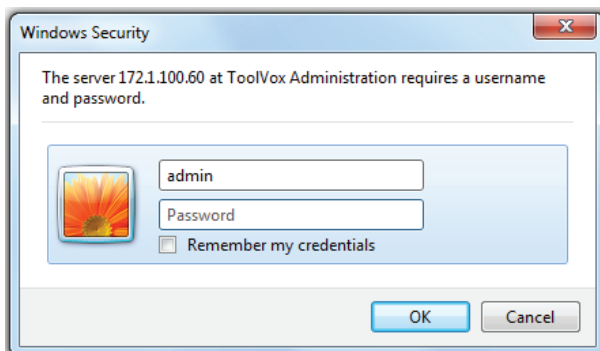 Windows Security
The server 172.1.100.60 at ToolVox Administration requires a username
and password.
admin
Password
Remember my credentials
OK
Cancel